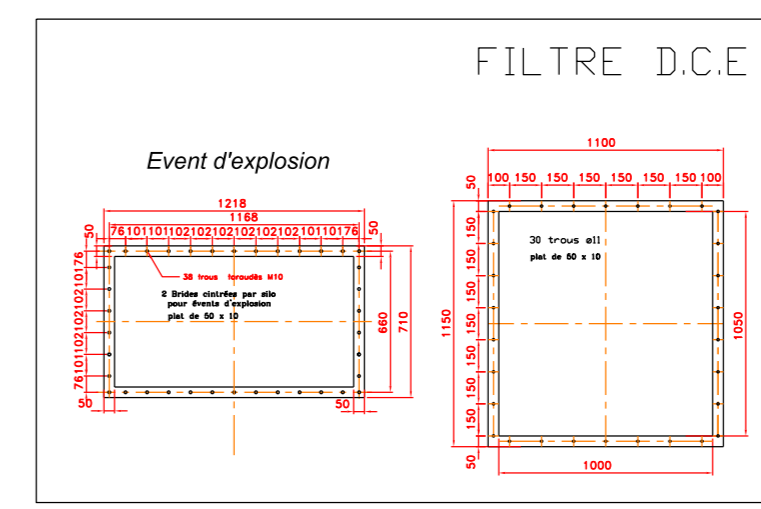 FILTRE D.C.E
Event d'explosion
1218
1168
50
76 101 101 102 102 102 102 102 102 101 101 76
50
76
101
102
102
102
101
76
38 trous taraudés M10
2 Brides cintrées par silo
pour évents d'explosion
plat de 50 x 10
660
710
50
50
1100
50
100 150 150 150 150 150 150 100
30 trous ø11
plat de 50 x 10
150
150
150
150
150
150
150
1150
1050
50
1000